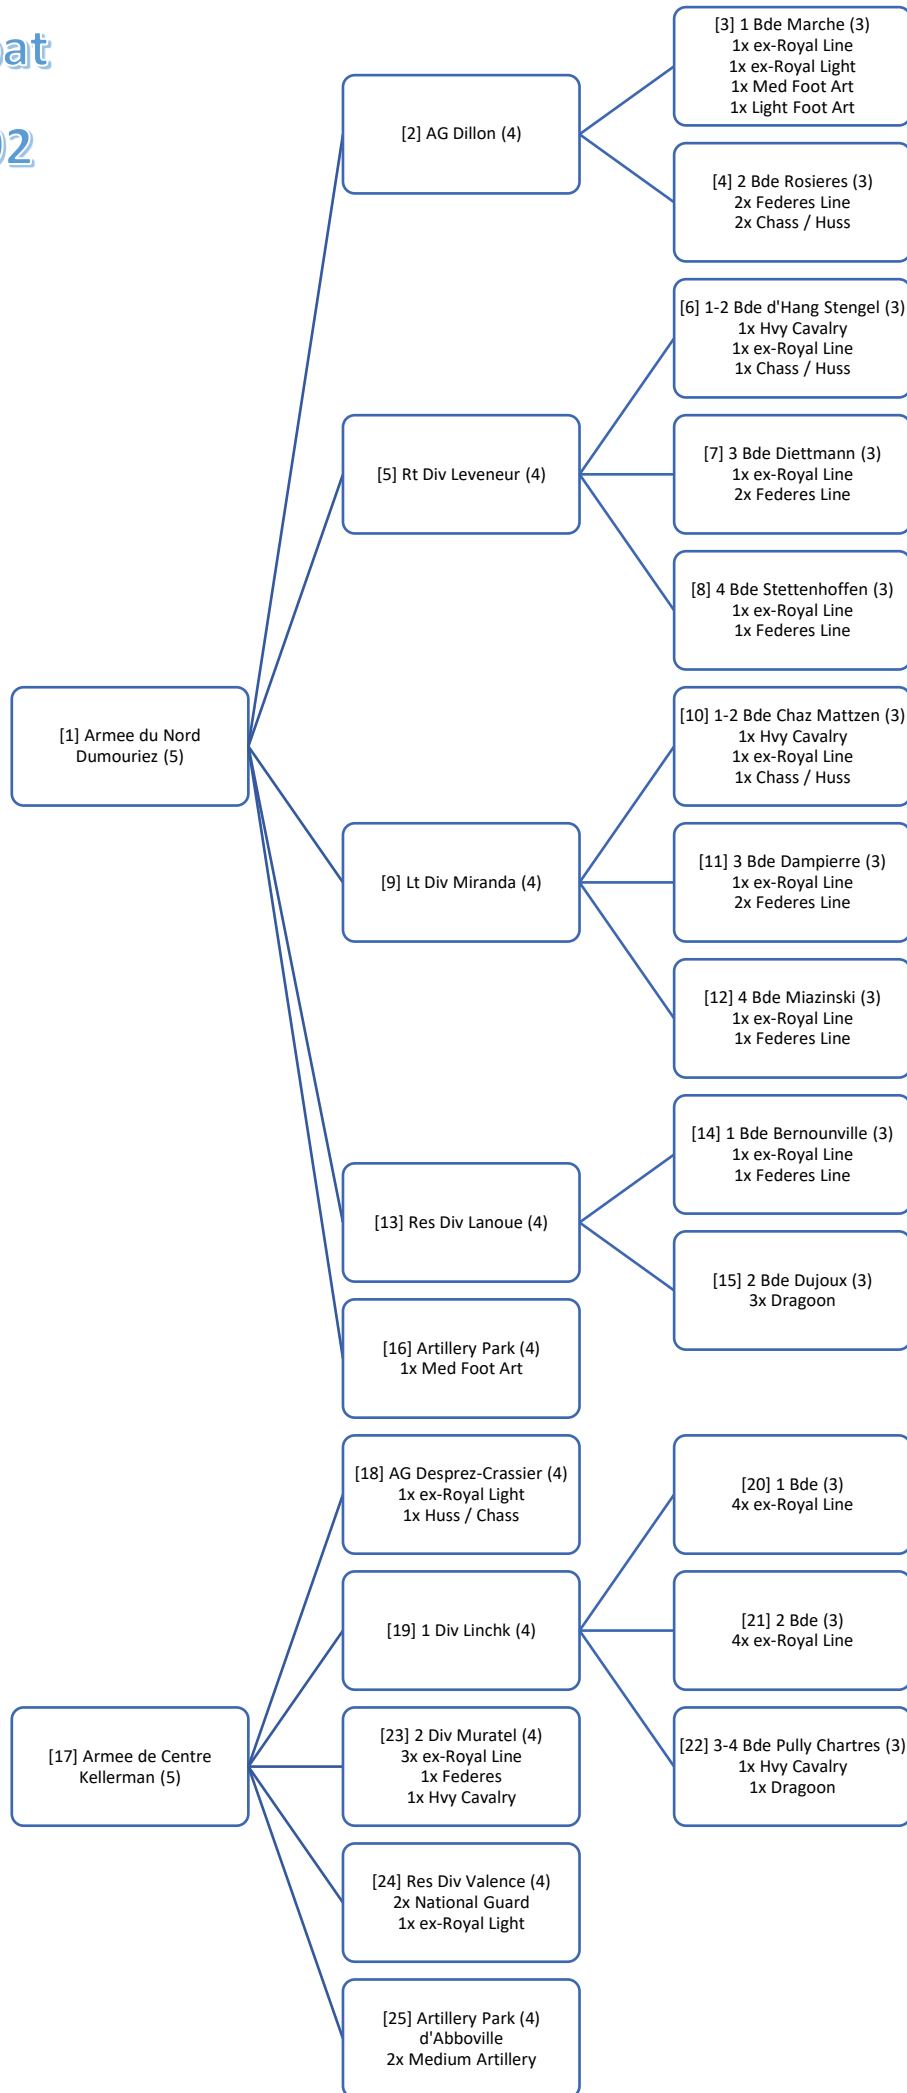 [3] 1 Bde Marche (3)
1x ex-Royal Line
1x ex-Royal Light
1x Med Foot Art
1x Light Foot Art
[2] AG Dillon (4)
[4] 2 Bde Rosieres (3)
2x Federes Line
2x Chass / Huss
[6] 1-2 Bde d'Hang Stengel (3)
1x Hvy Cavalry
1x ex-Royal Line
1x Chass / Huss
[5] Rt Div Leveneur (4)
[7] 3 Bde Diettmann (3)
1x ex-Royal Line
2x Federes Line
[8] 4 Bde Stettenhoffen (3)
1x ex-Royal Line
1x Federes Line
[1] Armee du Nord
Dumouriez (5)
[10] 1-2 Bde Chaz Mattzen (3)
1x Hvy Cavalry
1x ex-Royal Line
1x Chass / Huss
[9] Lt Div Miranda (4)
[11] 3 Bde Dampierre (3)
1x ex-Royal Line
2x Federes Line
[12] 4 Bde Miazinski (3)
1x ex-Royal Line
1x Federes Line
[14] 1 Bde Bernounville (3)
1x ex-Royal Line
1x Federes Line
[13] Res Div Lanoue (4)
[15] 2 Bde Dujoux (3)
3x Dragoon
[16] Artillery Park (4)
1x Med Foot Art
[18] AG Desprez-Crassier (4)
1x ex-Royal Light
1x Huss / Chass
[20] 1 Bde (3)
4x ex-Royal Line
[19] 1 Div Linchk (4)
[21] 2 Bde (3)
4x ex-Royal Line
[17] Armee de Centre
Kellerman (5)
[23] 2 Div Muratel (4)
3x ex-Royal Line
1x Federes
1x Hvy Cavalry
[22] 3-4 Bde Pully Chartres (3)
1x Hvy Cavalry
1x Dragoon
[24] Res Div Valence (4)
2x National Guard
1x ex-Royal Light
[25] Artillery Park (4)
d'Abboville
2x Medium Artillery